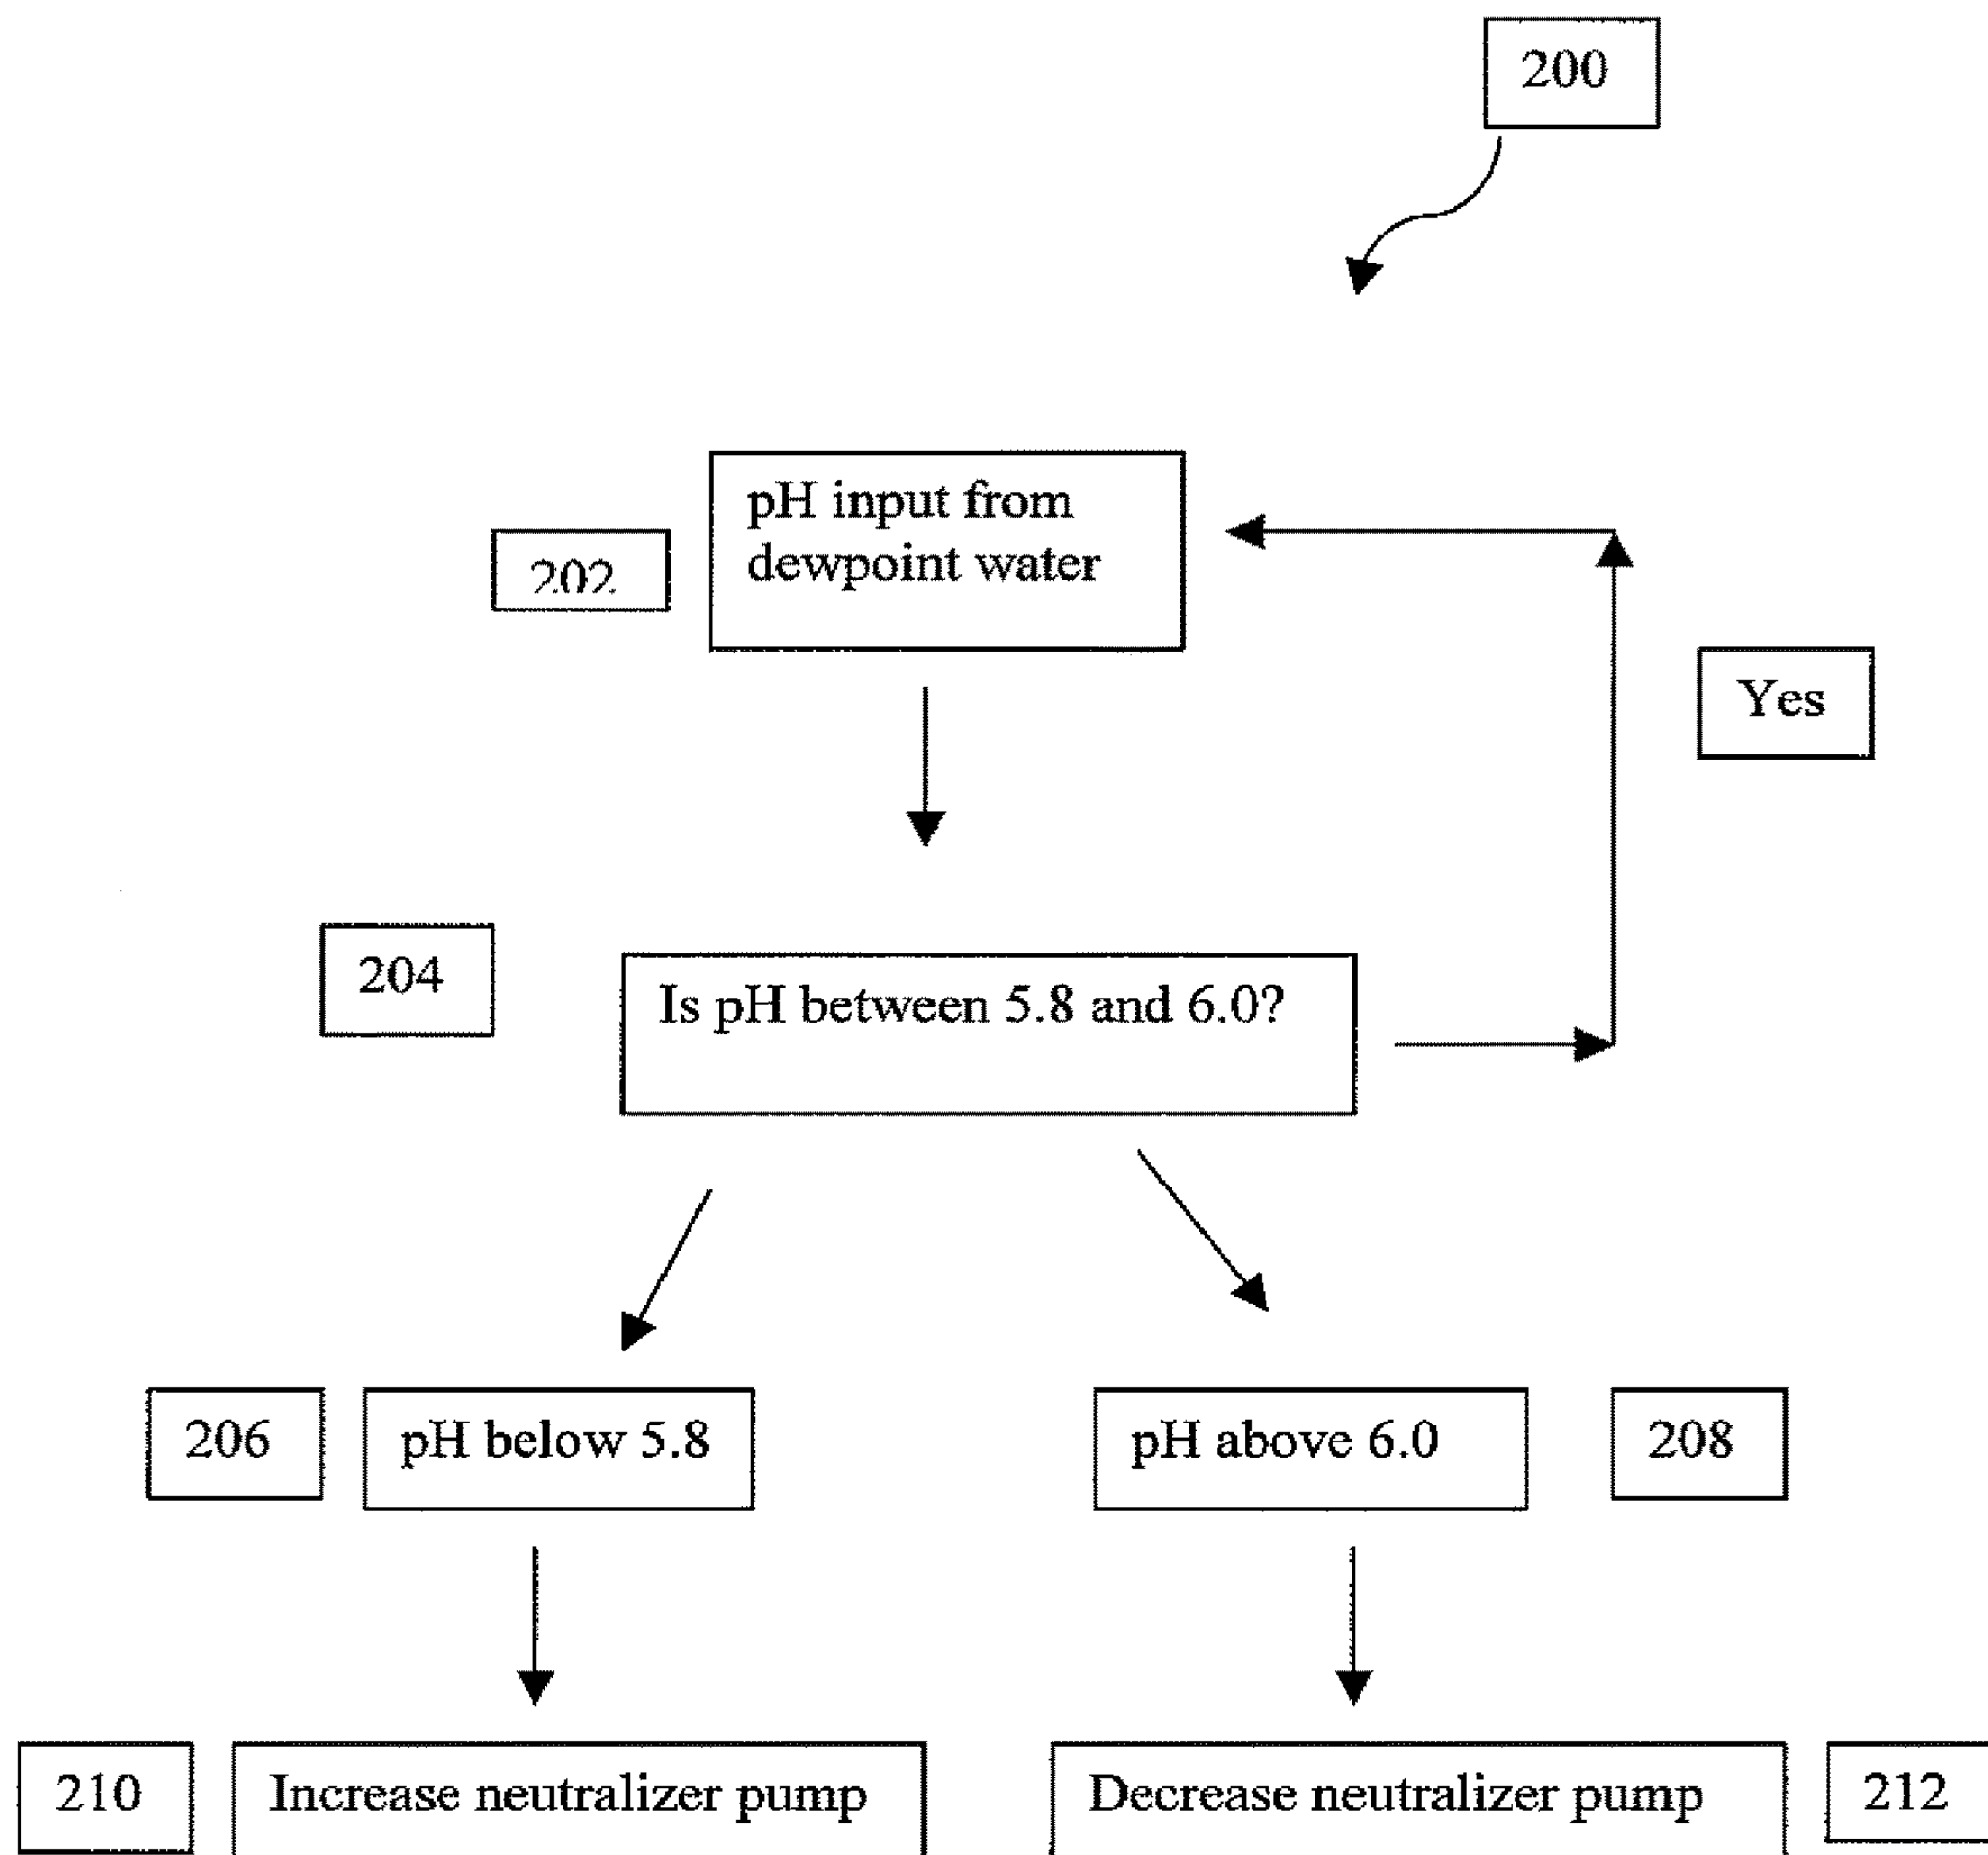 200
pH input from
dewpoint water
202
Yes
204
Is pH between 5.8 and 6.0?
206
pH below 5.8
pH above 6.0
208
210
Increase neutralizer pump
Decrease neutralizer pump
212